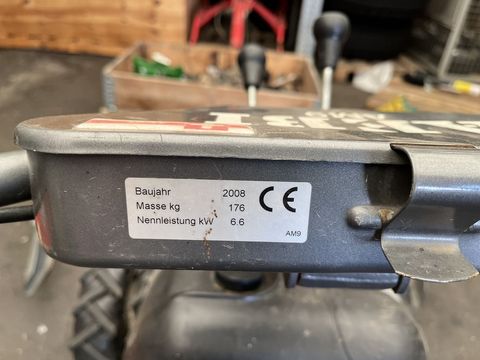 Baujahr 2008
Masse kg 176
Nennleistung kW 6.6
CE
AM9